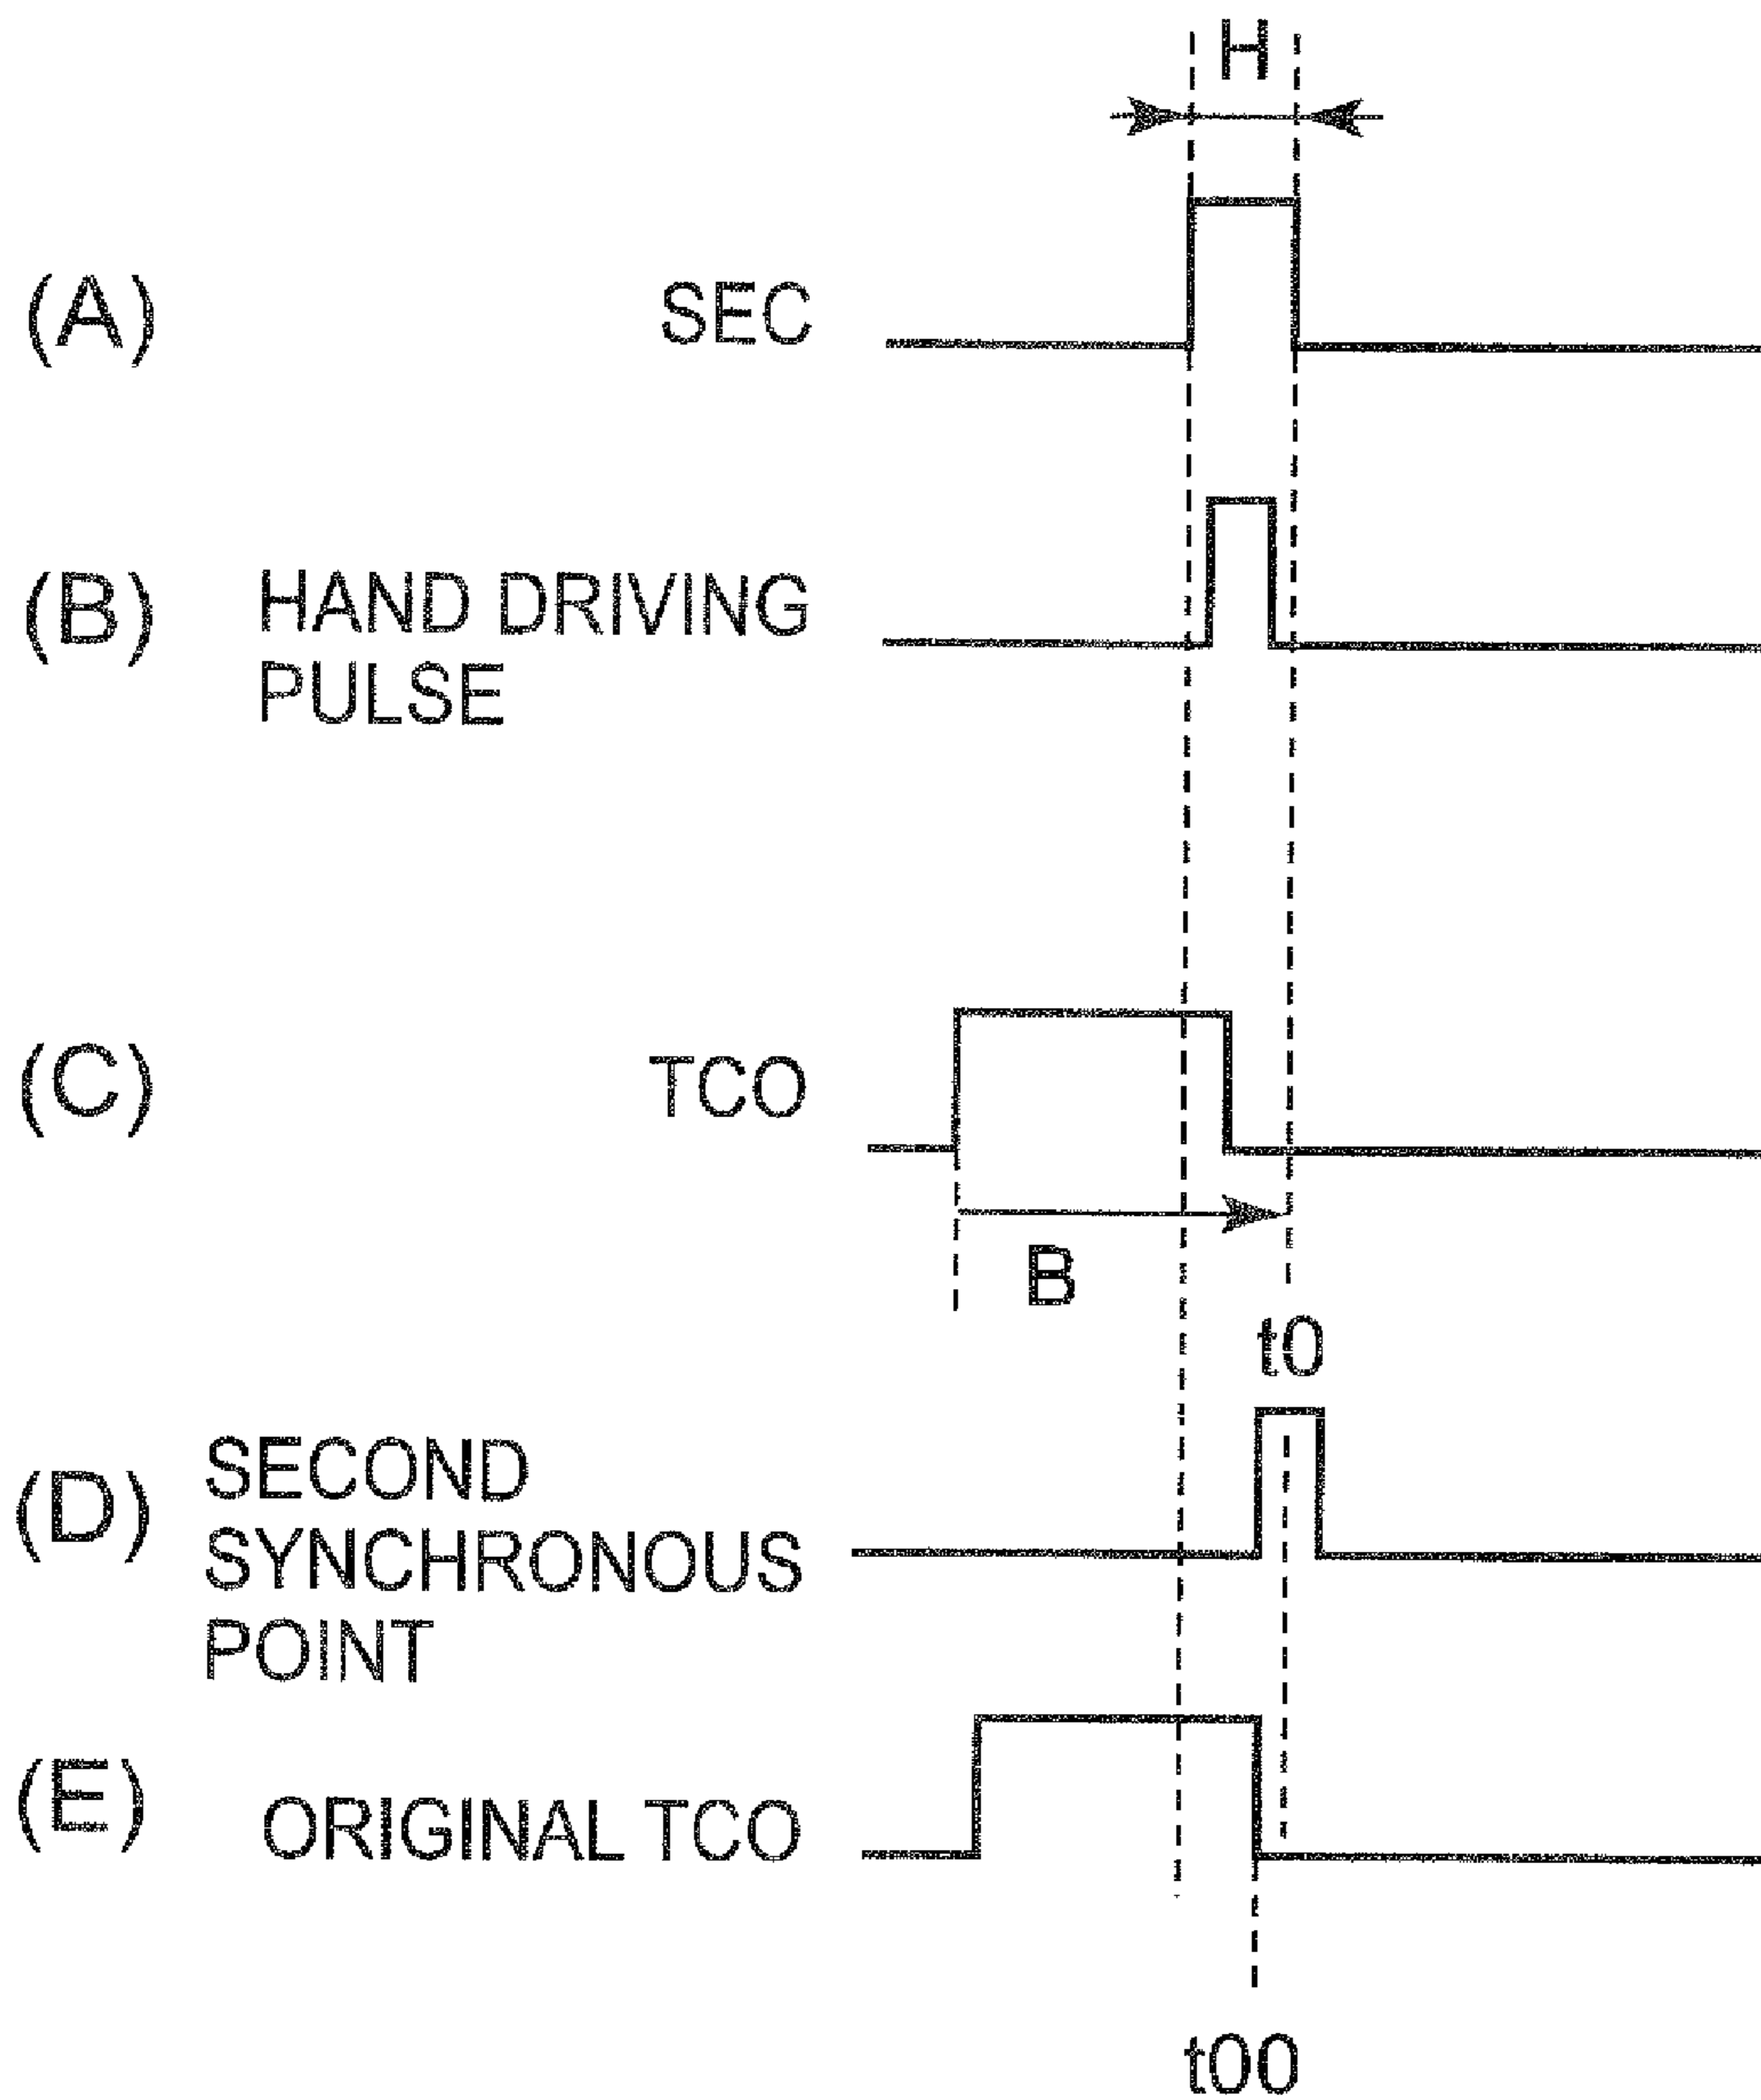 H
(A) SEC
(B) HAND DRIVING
PULSE
(C) TCO
B
t0
(D) SECOND
SYNCHRONOUS
POINT
(E) ORIGINAL TCO
t00